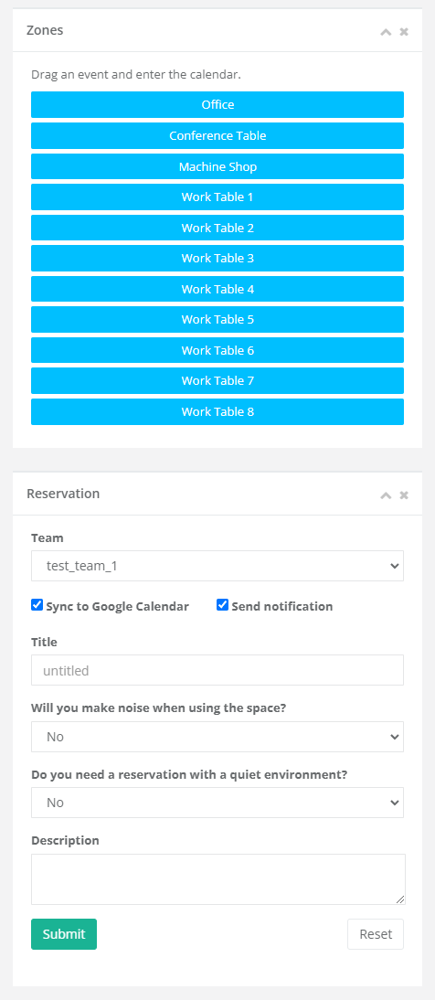 Zones
Drag an event and enter the calendar.
Office
Conference Table
Machine Shop
Work Table 1
Work Table 2
Work Table 3
Work Table 4
Work Table 5
Work Table 6
Work Table 7
Work Table 8
Reservation
Team
test_team_1
Sync to Google Calendar Send notification
Title
untitled
Will you make noise when using the space?
No
Do you need a reservation with a quiet environment?
No
Description
Submit Reset